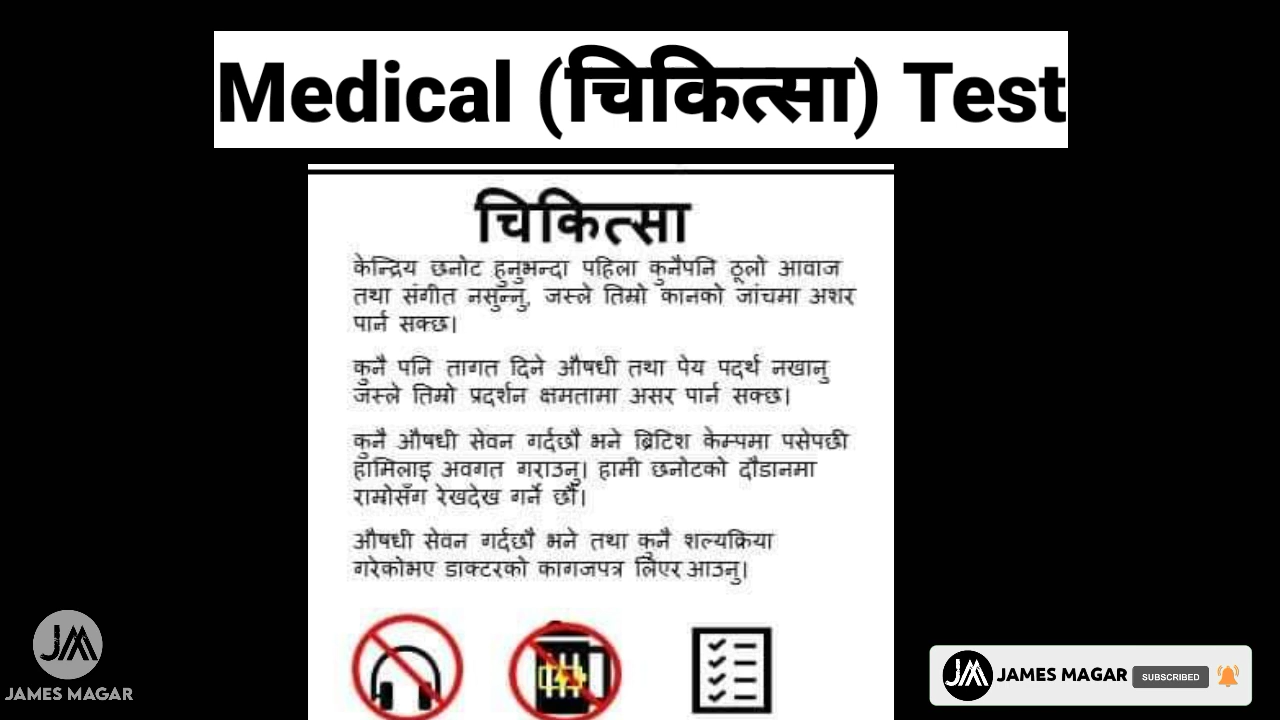 Medical (चिकित्सा) Test
चिकित्सा
केन्द्रिय छनोट हुनुभन्दा पहिला कुनैपनि ठूलो आवाज
तथा संगीत नसुन्नु, जस्ले तिम्रो कानको जांचमा अशर
पार्न सक्छ।
कुनै पनि तागत दिने औषधी तथा पेय पदर्थ नखानु
जस्ले तिम्रो प्रदर्शन क्षमतामा असर पार्न सक्छ।
कुनै औषधी सेवन गर्दछौ भने ब्रिटिश केम्पमा पसेपछी
हामिलाइ अवगत गराउनु। हामी छनोटको दौडानमा
राम्रोसँग रेखदेख गर्ने छौं।
औषधी सेवन गर्दछौ भने तथा कुनै शल्यक्रिया
गरेकोभए डाक्टरको कागजपत्र लिएर आउनु।
JM
JAMES MAGAR
JM JAMES MAGAR SUBSCRIBED